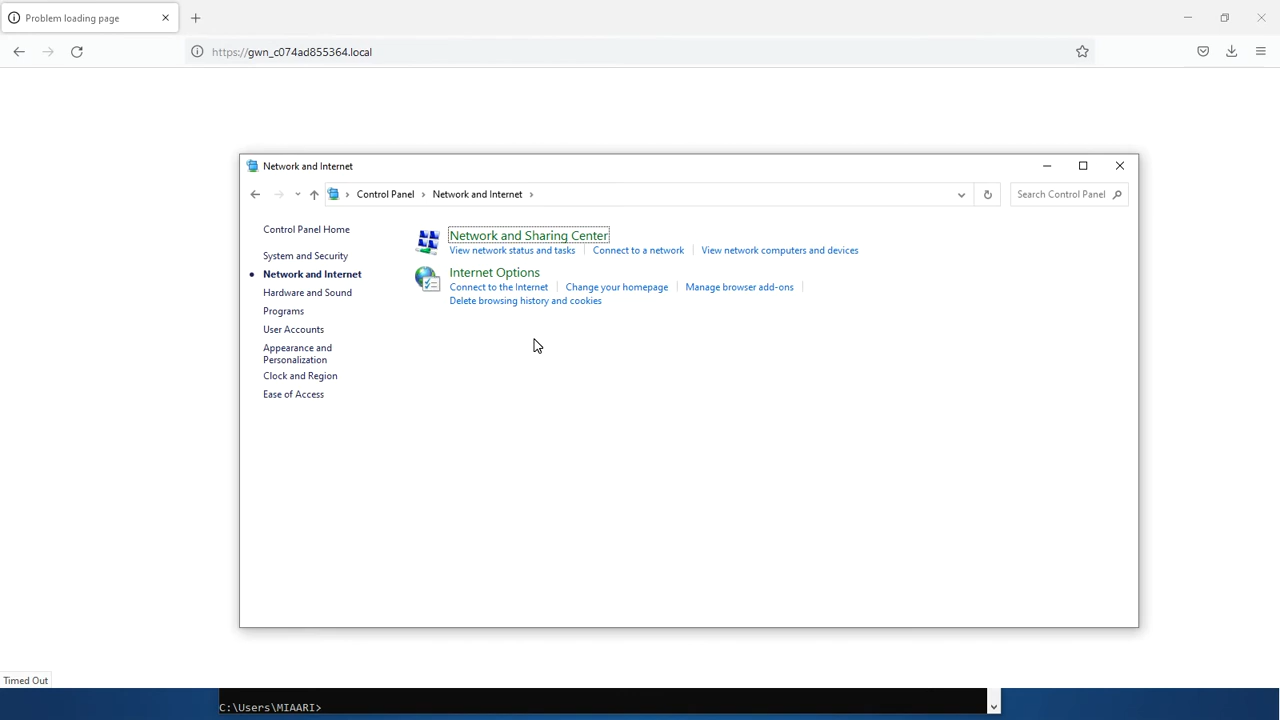 Problem loading page
https://gwn_c074ad855364.local
Network and Internet
Control Panel > Network and Internet >
Search Control Panel
Control Panel Home
System and Security
Network and Internet
Hardware and Sound
Programs
User Accounts
Appearance and
Personalization
Clock and Region
Ease of Access
Network and Sharing Center
View network status and tasks | Connect to a network | View network computers and devices
Internet Options
Connect to the Internet | Change your homepage | Manage browser add-ons |
Delete browsing history and cookies
Timed Out
C:\Users\MIAARI>